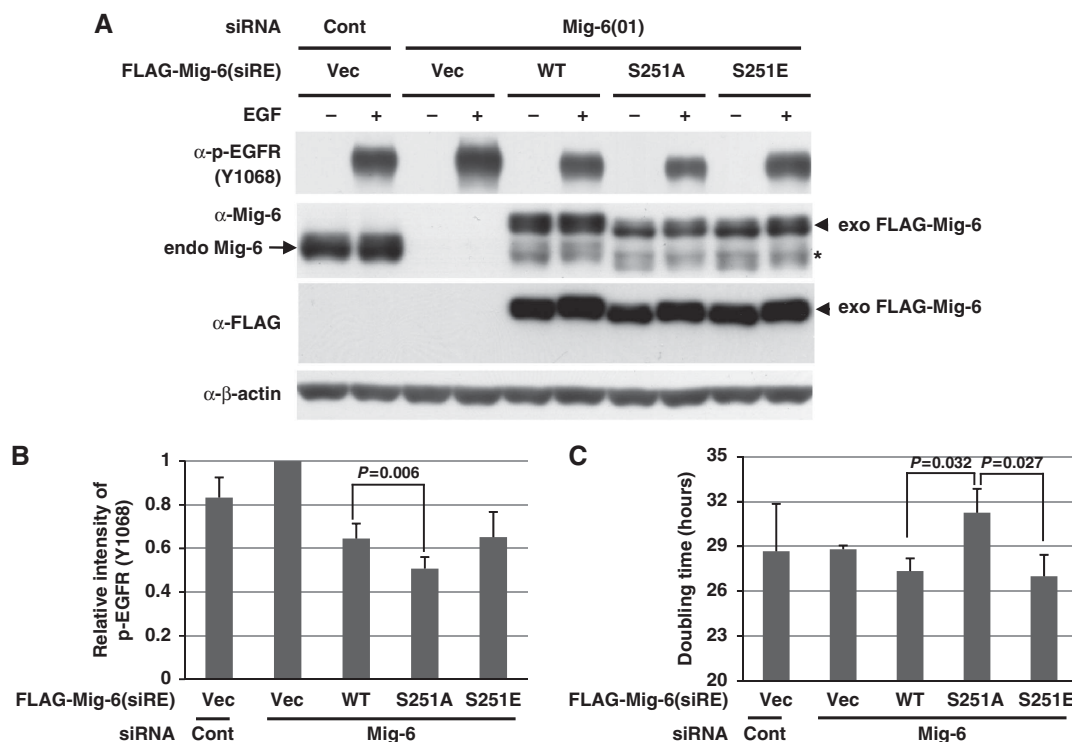 A
siRNA Cont Mig-6(01)
FLAG-Mig-6(siRE) Vec Vec WT S251A S251E
EGF – + – + – + – + – +
α-p-EGFR
(Y1068)
α-Mig-6
endo Mig-6
exo FLAG-Mig-6
*
α-FLAG
exo FLAG-Mig-6
α-β-actin
B
Relative intensity of
p-EGFR (Y1068)
1
0.8
0.6
0.4
0.2
0
P=0.006
FLAG-Mig-6(siRE) Vec Vec WT S251A S251E
siRNA Cont Mig-6
C
Doubling time (hours)
35
32
29
26
23
20
P=0.032 P=0.027
FLAG-Mig-6(siRE) Vec Vec WT S251A S251E
siRNA Cont Mig-6